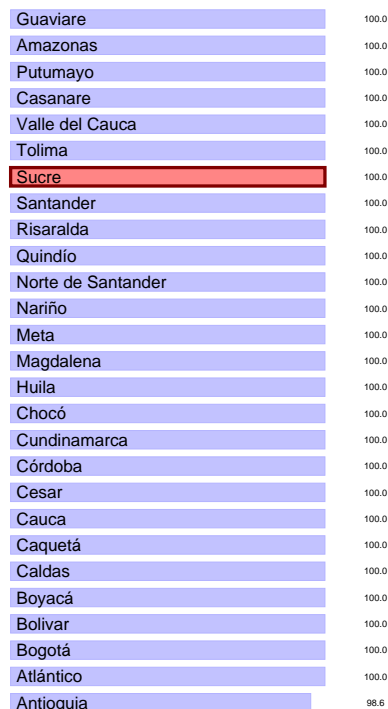 Guaviare 100.0
Amazonas 100.0
Putumayo 100.0
Casanare 100.0
Valle del Cauca 100.0
Tolima 100.0
Sucre 100.0
Santander 100.0
Risaralda 100.0
Quindío 100.0
Norte de Santander 100.0
Nariño 100.0
Meta 100.0
Magdalena 100.0
Huila 100.0
Chocó 100.0
Cundinamarca 100.0
Córdoba 100.0
Cesar 100.0
Cauca 100.0
Caquetá 100.0
Caldas 100.0
Boyacá 100.0
Bolivar 100.0
Bogotá 100.0
Atlántico 100.0
Antioquia 98.6